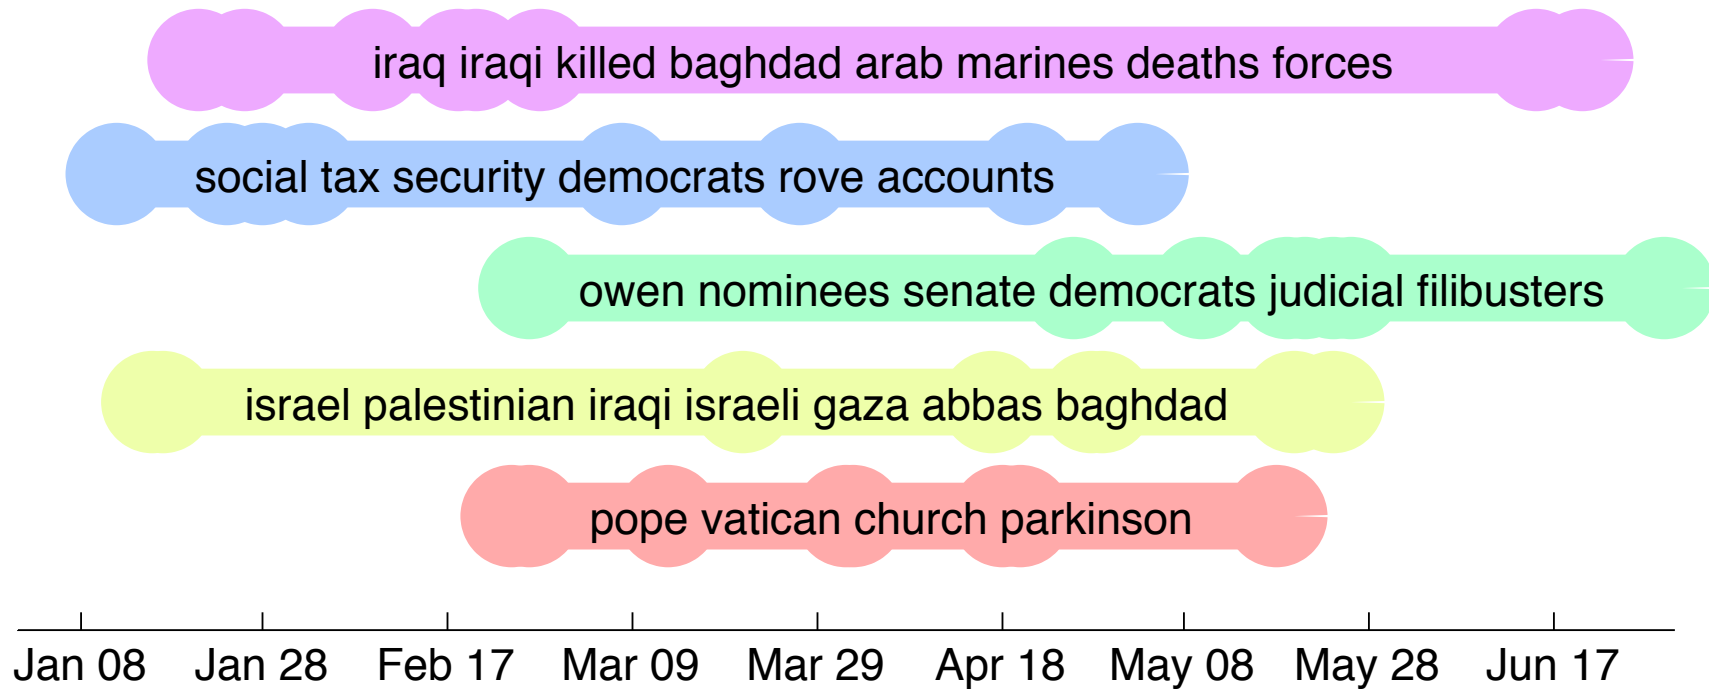 iraq iraqi killed baghdad arab marines deaths forces
social tax security democrats rove accounts
owen nominees senate democrats judicial filibusters
israel palestinian iraqi israeli gaza abbas baghdad
pope vatican church parkinson
Jan 08 Jan 28 Feb 17 Mar 09 Mar 29 Apr 18 May 08 May 28 Jun 17